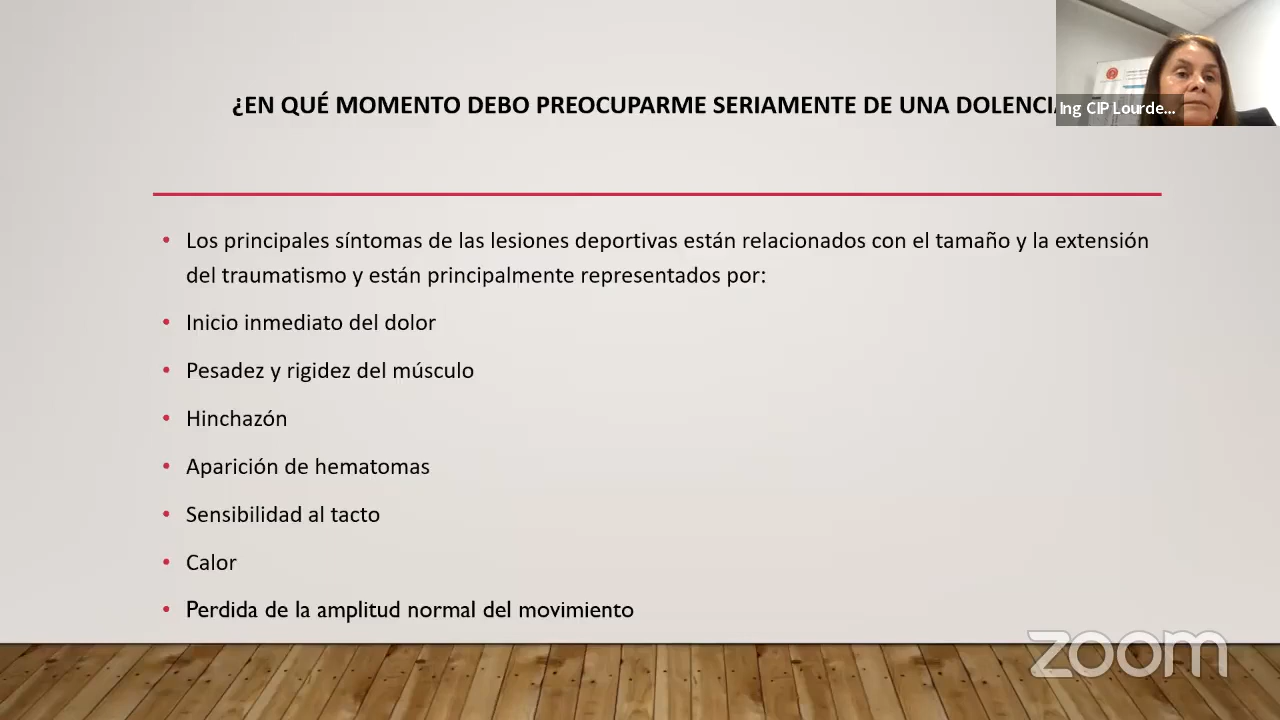 ¿EN QUÉ MOMENTO DEBO PREOCUPARME SERIAMENTE DE UNA DOLENCIA
Ing CIP Lourde...
• Los principales síntomas de las lesiones deportivas están relacionados con el tamaño y la extensión
del traumatismo y están principalmente representados por:
• Inicio inmediato del dolor
• Pesadez y rigidez del músculo
• Hinchazón
• Aparición de hematomas
• Sensibilidad al tacto
• Calor
• Perdida de la amplitud normal del movimiento
zoom